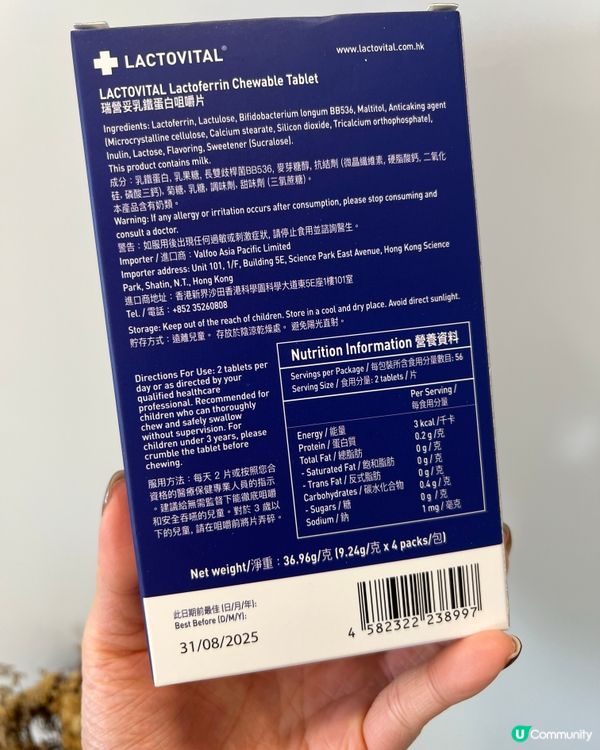 LACTOVITAL®
www.lactovital.com.hk
LACTOVITAL Lactoferrin Chewable Tablet
瑞營妥乳鐵蛋白咀嚼片
Ingredients: Lactoferrin, Lactulose, Bifidobacterium longum BB536, Maltitol, Anticaking agent
(Microcrystalline cellulose, Calcium stearate, Silicon dioxide, Tricalcium orthophosphate),
Inulin, Lactose, Flavoring, Sweetener (Sucralose).
This product contains milk.
成分：乳鐵蛋白, 乳果糖, 長雙歧桿菌BB536, 麥芽糖醇, 抗結劑 (微晶纖維素, 硬脂酸鈣, 二氧化
硅, 磷酸三鈣), 菊糖, 乳糖, 調味劑, 甜味劑 (三氯蔗糖)。
本產品含有奶類。
Warning: If any allergy or irritation occurs after consumption, please stop consuming and
consult a doctor.
警告：如服用後出現任何過敏或刺激症狀, 請停止食用並諮詢醫生。
Importer / 進口商：Valfoo Asia Pacific Limited
Importer address: Unit 101, 1/F, Building 5E, Science Park East Avenue, Hong Kong Science
Park, Shatin, N.T., Hong Kong
進口商地址：香港新界沙田香港科學園科學大道東5E座1樓101室
Tel. / 電話：+852 35260808
Storage: Keep out of the reach of children. Store in a cool and dry place. Avoid direct sunlight.
貯存方式：遠離兒童。 存放於陰涼乾燥處。 避免陽光直射。
Directions For Use: 2 tablets per
day or as directed by your
qualified healthcare
professional. Recommended for
children who can thoroughly
chew and safely swallow
without supervision. For
children under 3 years, please
crumble the tablet before
chewing.
服用方法：每天 2 片或按照您合
資格的醫療保健專業人員的指示
。建議給無需監督下能徹底咀嚼
和安全吞嚥的兒童。對於 3 歲以
下的兒童, 請在咀嚼前將片弄碎。
Nutrition Information 營養資料
Servings per Package / 每包裝所含食用分量數目: 56
Serving Size / 食用分量: 2 tablets / 片
Per Serving /
每食用分量
Energy / 能量 3 kcal /千卡
Protein / 蛋白質 0.2 g/克
Total Fat / 總脂肪 0 g/克
- Saturated Fat / 飽和脂肪 0 g/克
- Trans Fat / 反式脂肪 0 g/克
Carbohydrates / 碳水化合物 0.4 g/克
- Sugars / 糖 0 g/克
Sodium / 鈉 1 mg/毫克
Net weight/淨重：36.96g/克 (9.24g/克 x 4 packs/包)
此日期前最佳 (日/月/年):
Best Before (D/M/Y):
31/08/2025
4 582322 238997
U Community